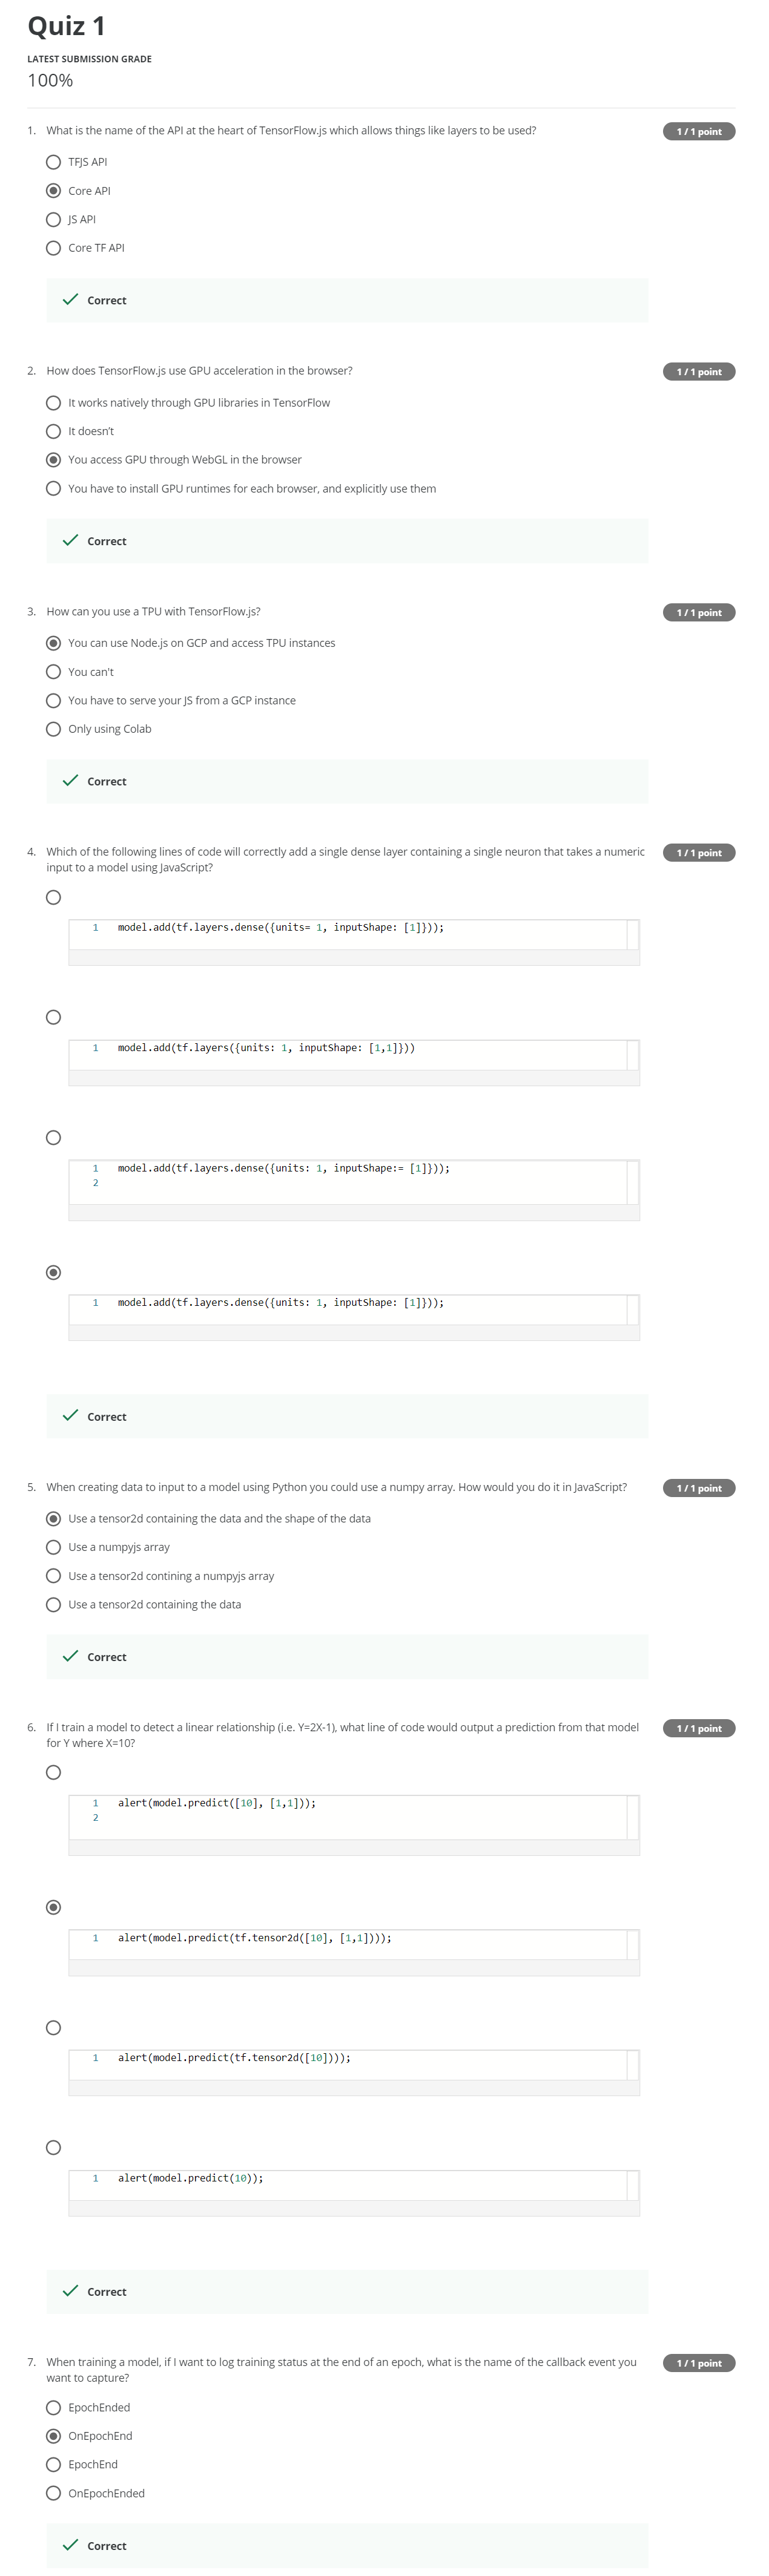 Quiz 1
LATEST SUBMISSION GRADE
100%
1. What is the name of the API at the heart of TensorFlow.js which allows things like layers to be used?
1 / 1 point
TFJS API
Core API
JS API
Core TF API
Correct
2. How does TensorFlow.js use GPU acceleration in the browser?
1 / 1 point
It works natively through GPU libraries in TensorFlow
It doesn't
You access GPU through WebGL in the browser
You have to install GPU runtimes for each browser, and explicitly use them
Correct
3. How can you use a TPU with TensorFlow.js?
1 / 1 point
You can use Node.js on GCP and access TPU instances
You can't
You have to serve your JS from a GCP instance
Only using Colab
Correct
4. Which of the following lines of code will correctly add a single dense layer containing a single neuron that takes a numeric
input to a model using JavaScript?
1 / 1 point
1 model.add(tf.layers.dense({units= 1, inputShape: [1]}));
1 model.add(tf.layers({units: 1, inputShape: [1,1]}))
1 model.add(tf.layers.dense({units: 1, inputShape:= [1]}));
2
1 model.add(tf.layers.dense({units: 1, inputShape: [1]}));
Correct
5. When creating data to input to a model using Python you could use a numpy array. How would you do it in JavaScript?
1 / 1 point
Use a tensor2d containing the data and the shape of the data
Use a numpyjs array
Use a tensor2d contining a numpyjs array
Use a tensor2d containing the data
Correct
6. If I train a model to detect a linear relationship (i.e. Y=2X-1), what line of code would output a prediction from that model
for Y where X=10?
1 / 1 point
1 alert(model.predict([10], [1,1]));
2
1 alert(model.predict(tf.tensor2d([10], [1,1])));
1 alert(model.predict(tf.tensor2d([10])));
1 alert(model.predict(10));
Correct
7. When training a model, if I want to log training status at the end of an epoch, what is the name of the callback event you
want to capture?
1 / 1 point
EpochEnded
OnEpochEnd
EpochEnd
OnEpochEnded
Correct